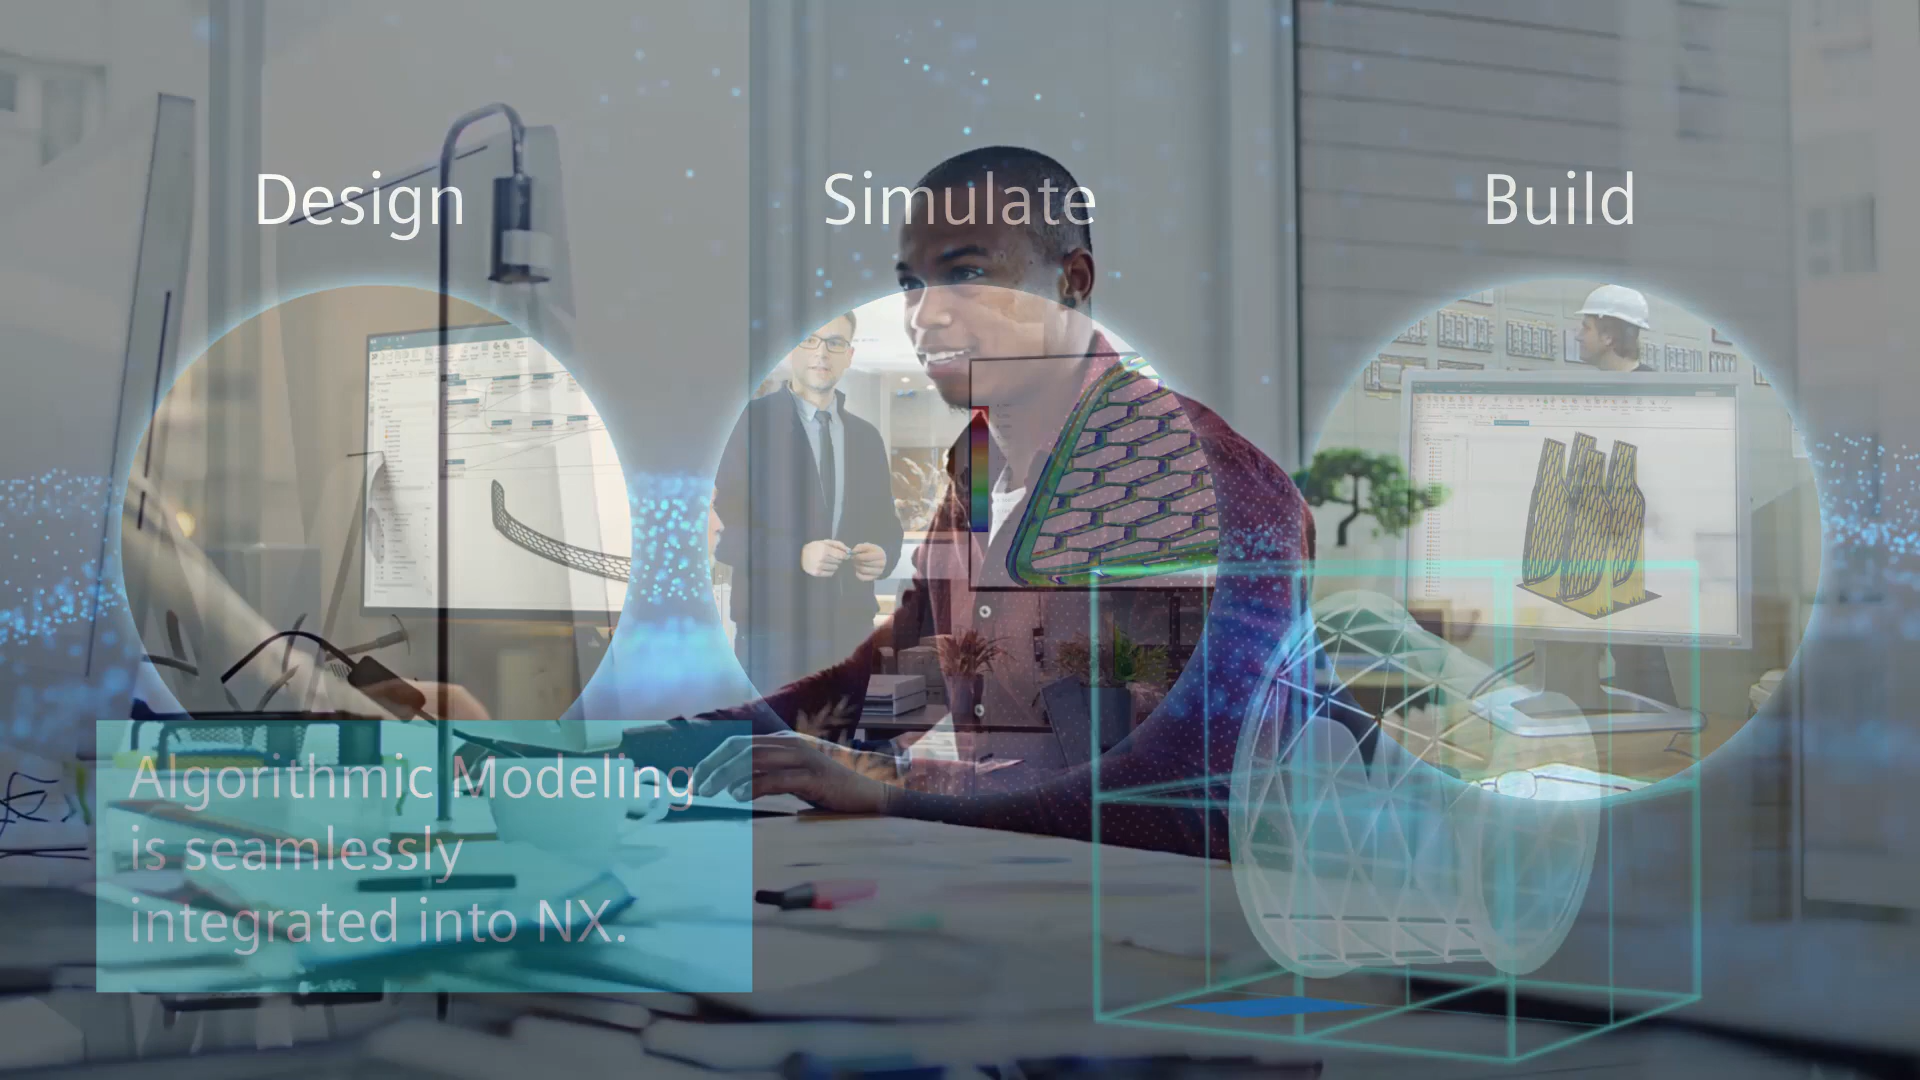 Design
Simulate
Build
Algorithmic Modeling
is seamlessly
integrated into NX.